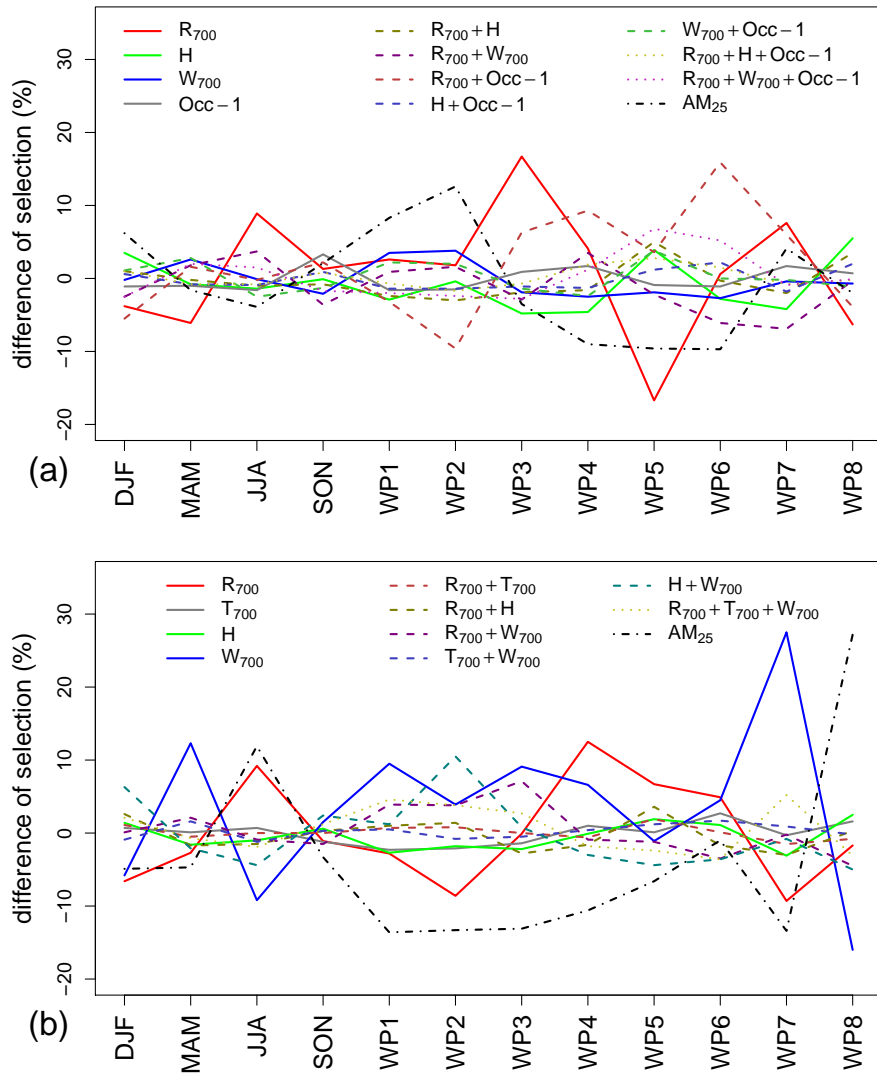 difference of selection (%)
30
20
10
0
−10
−20
R700 R700 + H W700 + Occ − 1
H R700 + W700 R700 + H + Occ − 1
W700 R700 + Occ − 1 R700 + W700 + Occ − 1
Occ − 1 H + Occ − 1 AM25
(a)
DJF MAM JJA SON WP1 WP2 WP3 WP4 WP5 WP6 WP7 WP8
difference of selection (%)
30
20
10
0
−10
−20
R700 R700 + T700 H + W700
T700 R700 + H R700 + T700 + W700
H R700 + W700 AM25
W700 T700 + W700
(b)
DJF MAM JJA SON WP1 WP2 WP3 WP4 WP5 WP6 WP7 WP8